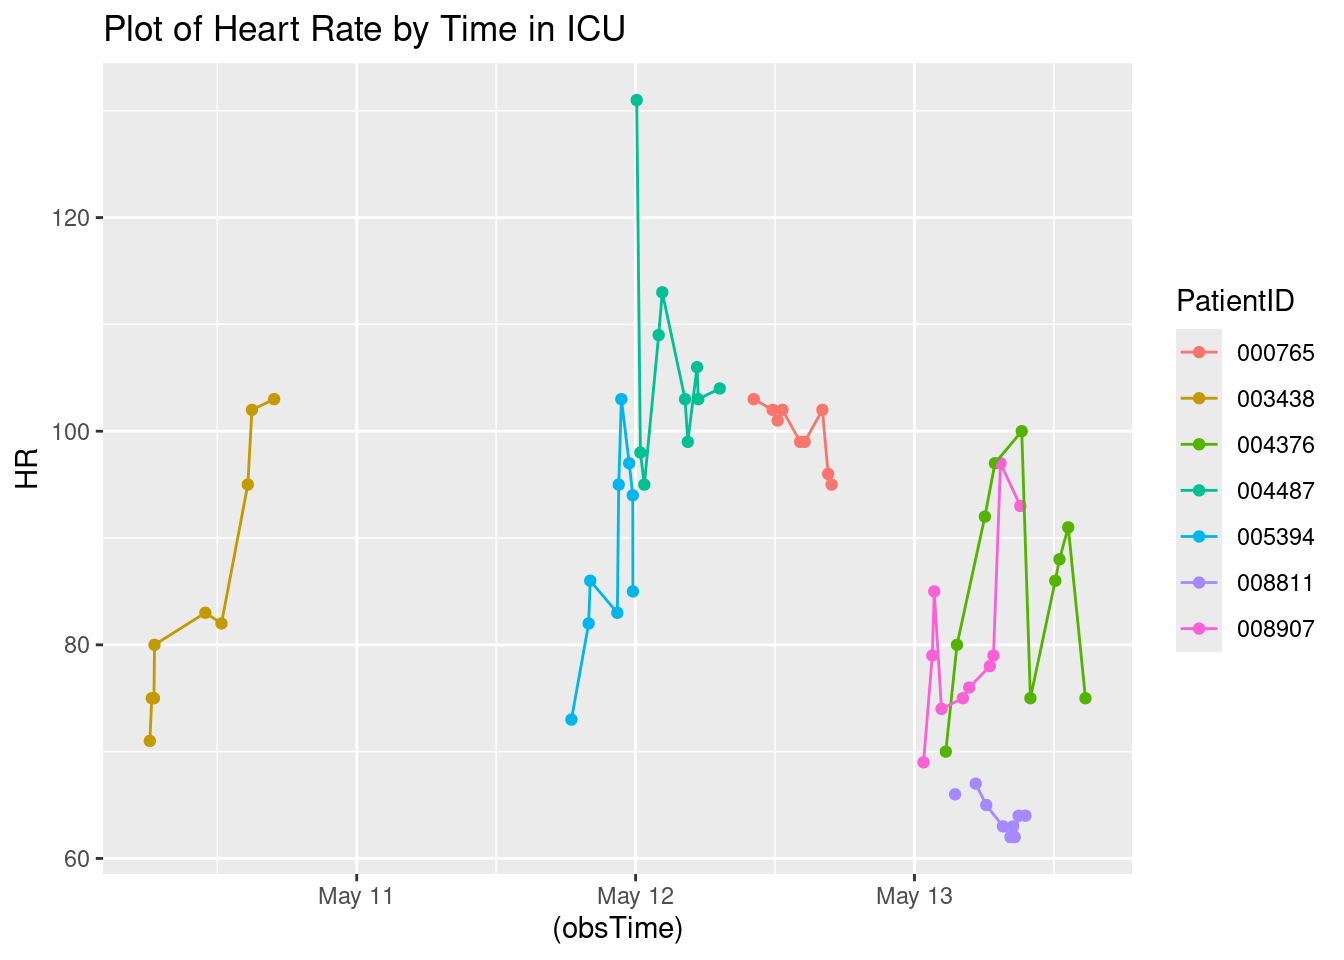 Plot of Heart Rate by Time in ICU
HR
120
100
80
60
May 11
May 12
May 13
(obsTime)
PatientID
000765
003438
004376
004487
005394
008811
008907